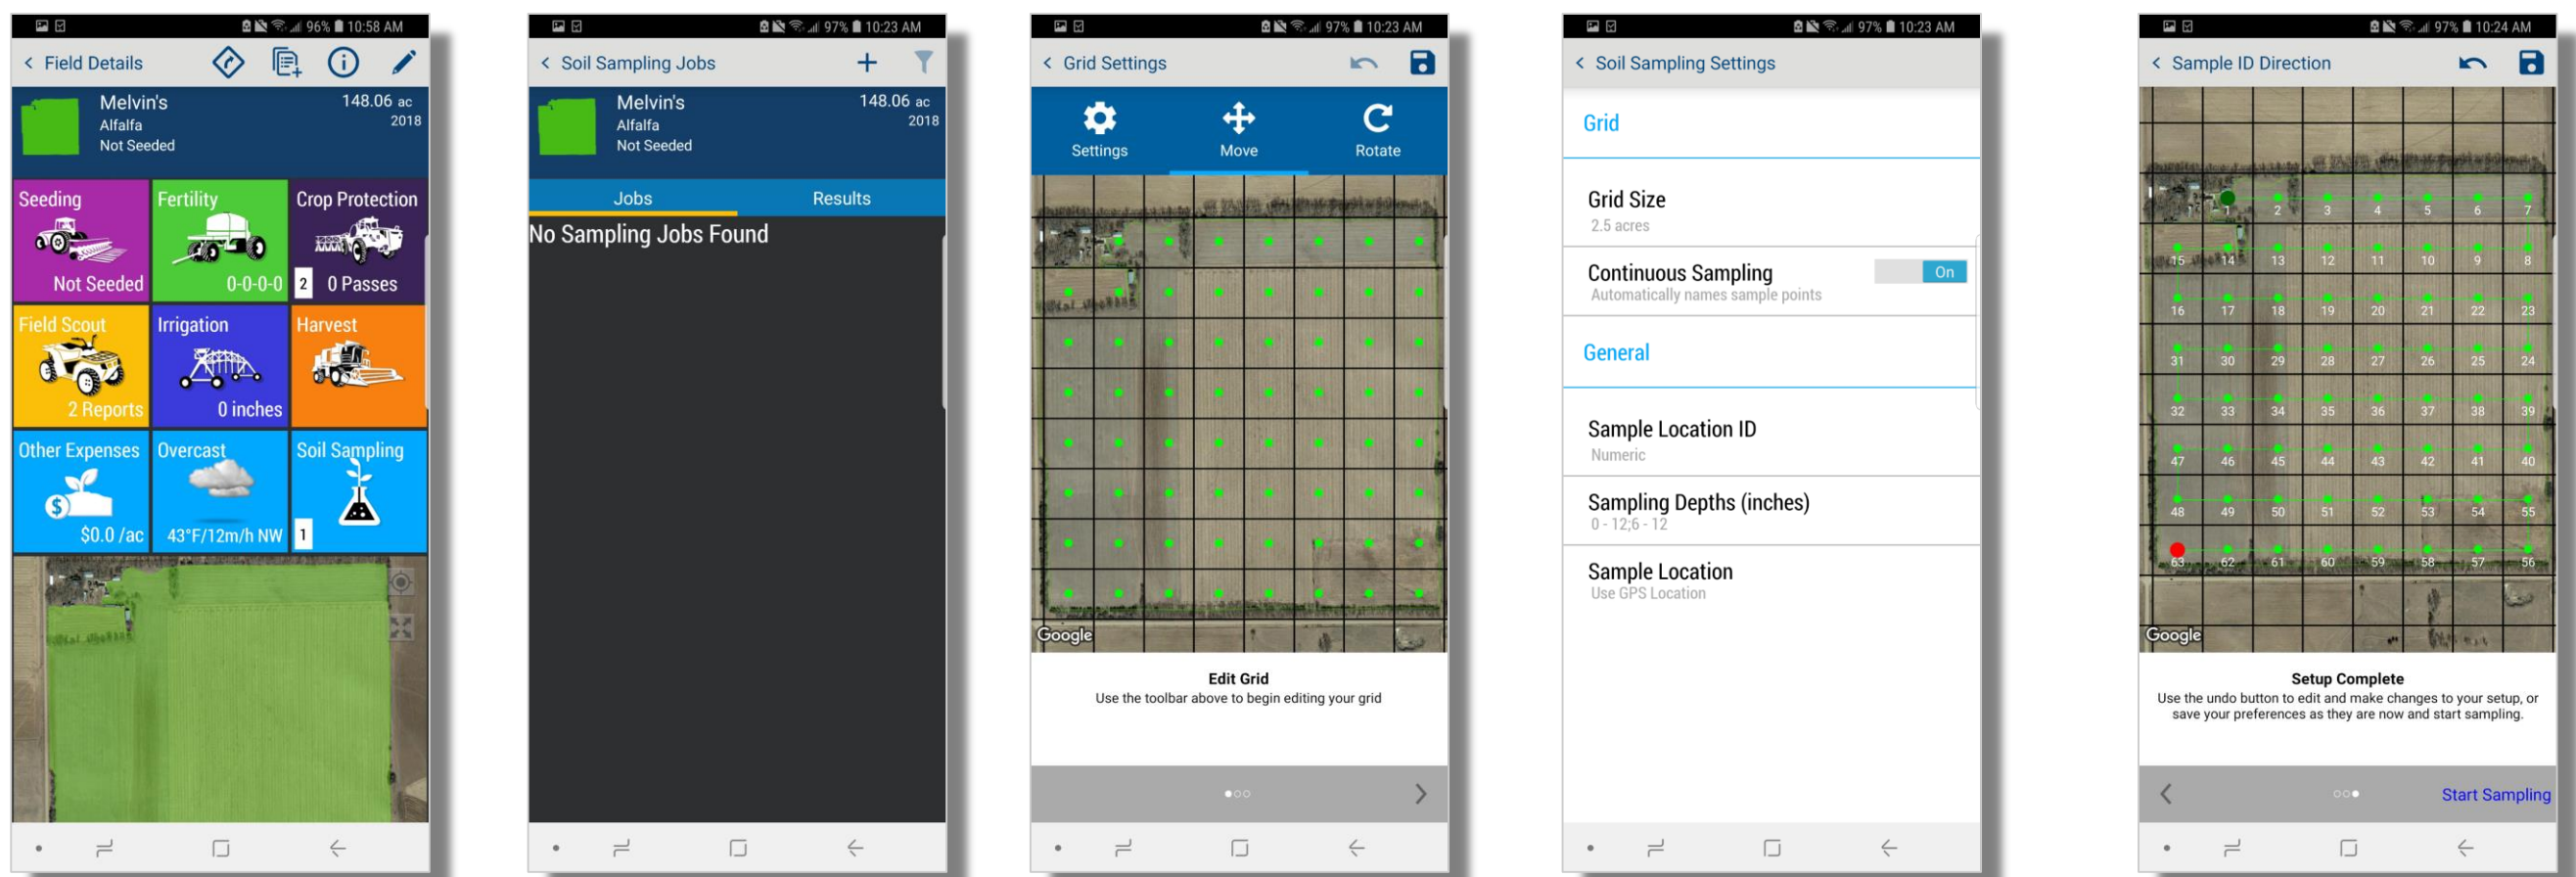 96% 10:58 AM
Field Details
Melvin's 148.06 ac
Alfalfa 2018
Not Seeded
Seeding Fertility Crop Protection
Not Seeded 0-0-0-0 2 0 Passes
Field Scout Irrigation Harvest
2 Reports 0 inches
Other Expenses Overcast Soil Sampling
$0.0 /ac 43°F/12m/h NW 1
97% 10:23 AM
Soil Sampling Jobs
Melvin's 148.06 ac
Alfalfa 2018
Not Seeded
Jobs Results
No Sampling Jobs Found
97% 10:23 AM
Grid Settings
Settings Move Rotate
Google
Edit Grid
Use the toolbar above to begin editing your grid
97% 10:23 AM
Soil Sampling Settings
Grid
Grid Size
2.5 acres
Continuous Sampling On
Automatically names sample points
General
Sample Location ID
Numeric
Sampling Depths (inches)
0 - 12;6 - 12
Sample Location
Use GPS Location
97% 10:24 AM
Sample ID Direction
1 2 3 4 5 6 7
15 14 13 12 11 10 9 8
16 17 18 19 20 21 22 23
31 30 29 28 27 26 25 24
32 33 34 35 36 37 38 39
47 46 45 44 43 42 41 40
48 49 50 51 52 53 54 55
63 62 61 60 59 58 57 56
Google
Setup Complete
Use the undo button to edit and make changes to your setup, or
save your preferences as they are now and start sampling.
Start Sampling